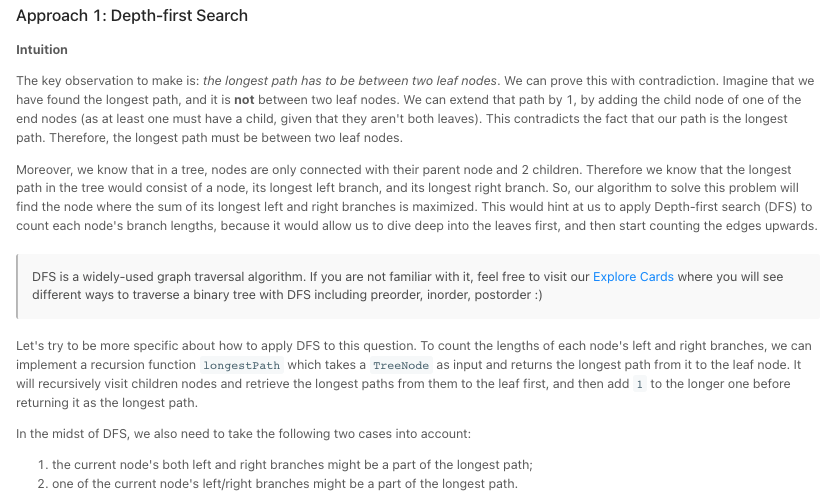 Approach 1: Depth-first Search
Intuition
The key observation to make is: the longest path has to be between two leaf nodes. We can prove this with contradiction. Imagine that we
have found the longest path, and it is not between two leaf nodes. We can extend that path by 1, by adding the child node of one of the
end nodes (as at least one must have a child, given that they aren't both leaves). This contradicts the fact that our path is the longest
path. Therefore, the longest path must be between two leaf nodes.
Moreover, we know that in a tree, nodes are only connected with their parent node and 2 children. Therefore we know that the longest
path in the tree would consist of a node, its longest left branch, and its longest right branch. So, our algorithm to solve this problem will
find the node where the sum of its longest left and right branches is maximized. This would hint at us to apply Depth-first search (DFS) to
count each node's branch lengths, because it would allow us to dive deep into the leaves first, and then start counting the edges upwards.
DFS is a widely-used graph traversal algorithm. If you are not familiar with it, feel free to visit our Explore Cards where you will see
different ways to traverse a binary tree with DFS including preorder, inorder, postorder :)
Let's try to be more specific about how to apply DFS to this question. To count the lengths of each node's left and right branches, we can
implement a recursion function longestPath which takes a TreeNode as input and returns the longest path from it to the leaf node. It
will recursively visit children nodes and retrieve the longest paths from them to the leaf first, and then add 1 to the longer one before
returning it as the longest path.
In the midst of DFS, we also need to take the following two cases into account:
1. the current node's both left and right branches might be a part of the longest path;
2. one of the current node's left/right branches might be a part of the longest path.